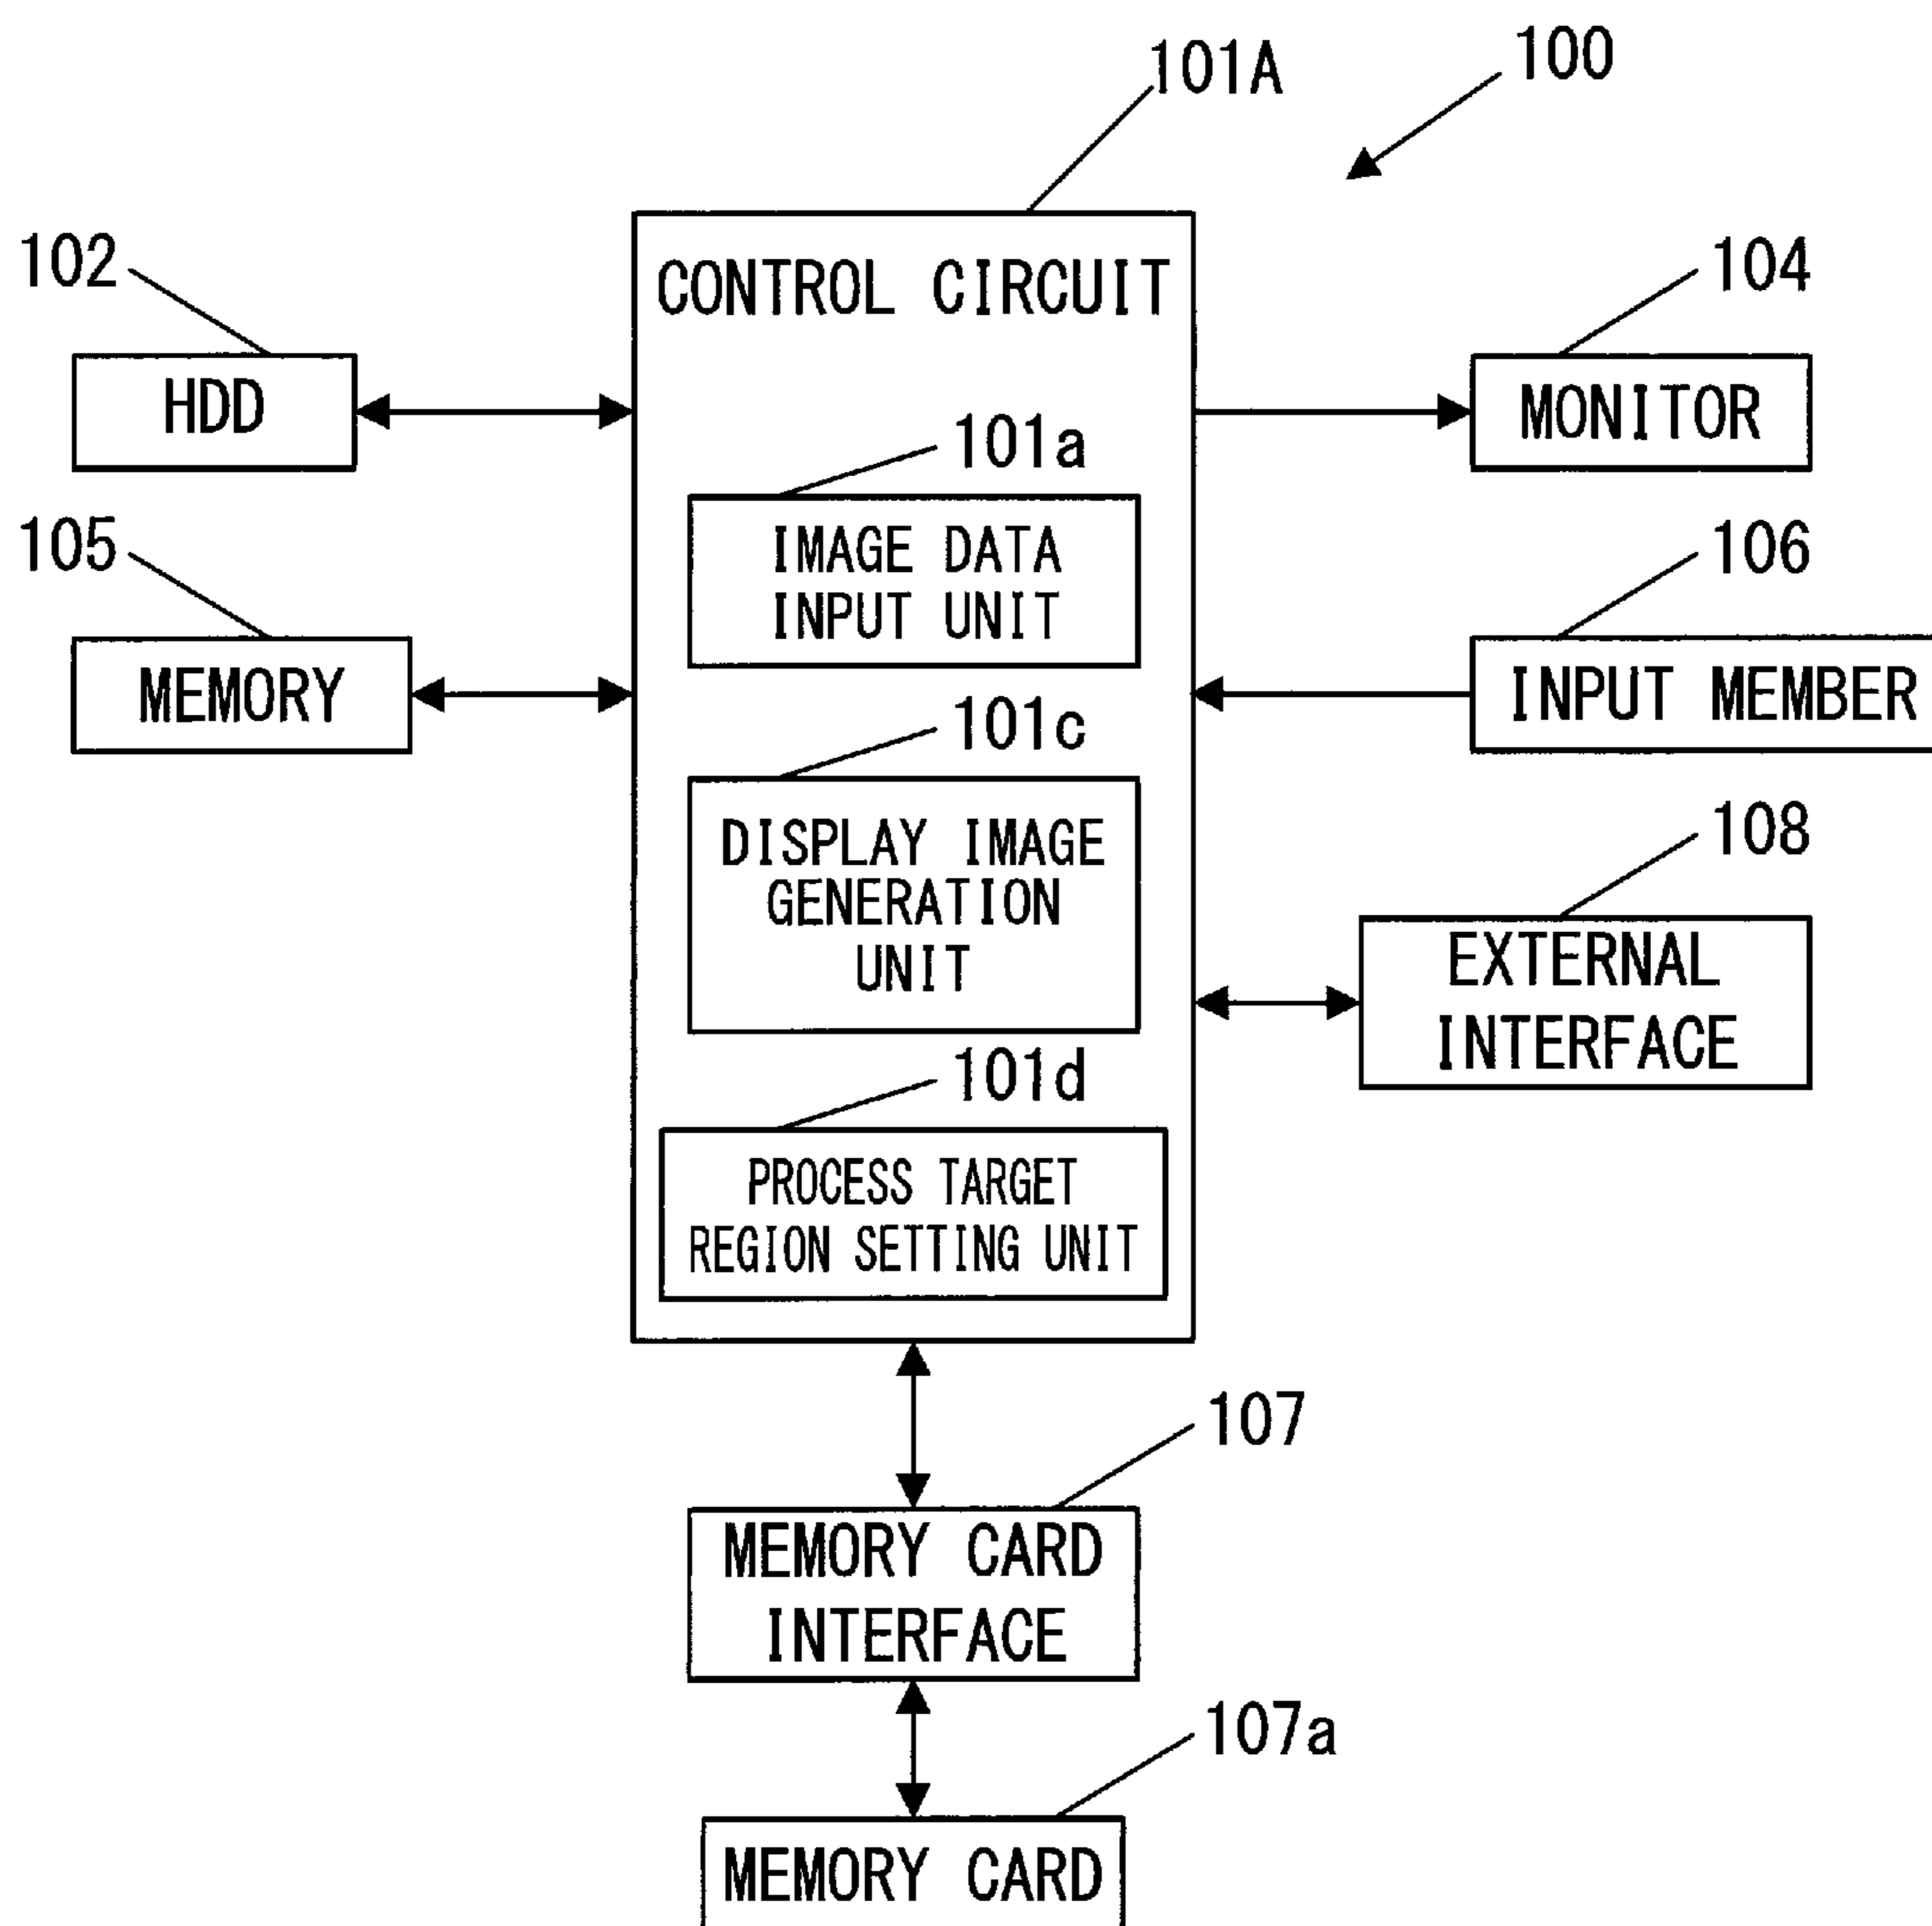 101A
100
102
CONTROL CIRCUIT
104
HDD
MONITOR
101a
105
IMAGE DATA
INPUT UNIT
106
MEMORY
INPUT MEMBER
101c
DISPLAY IMAGE
GENERATION
UNIT
108
EXTERNAL
INTERFACE
101d
PROCESS TARGET
REGION SETTING UNIT
107
MEMORY CARD
INTERFACE
107a
MEMORY CARD